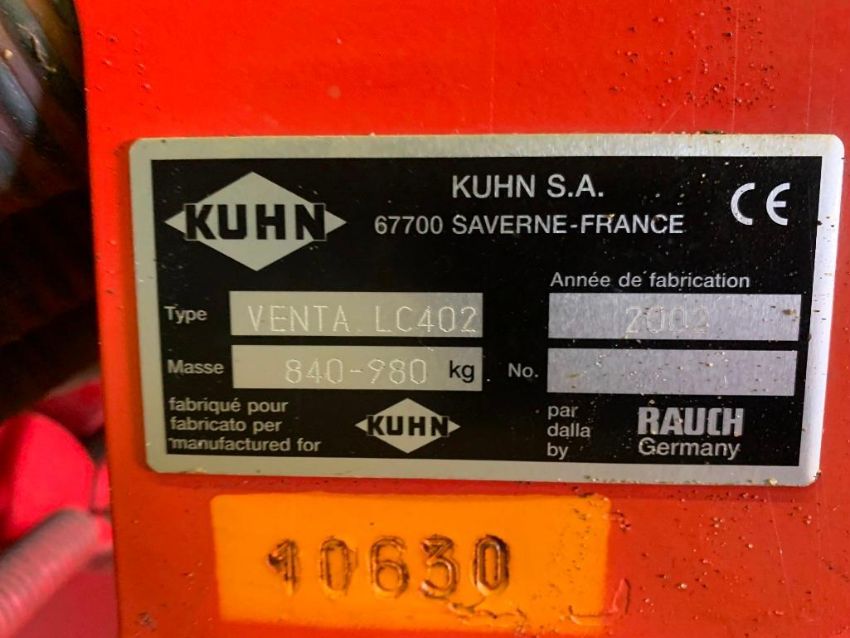 KUHN
KUHN S.A.
67700 SAVERNE-FRANCE
CE
Année de fabrication
Type VENTA LC402
2002
Masse 840-980 kg
No.
fabriqué pour
fabricato per
manufactured for
KUHN
par
dalla
by
RAUCH
Germany
10630